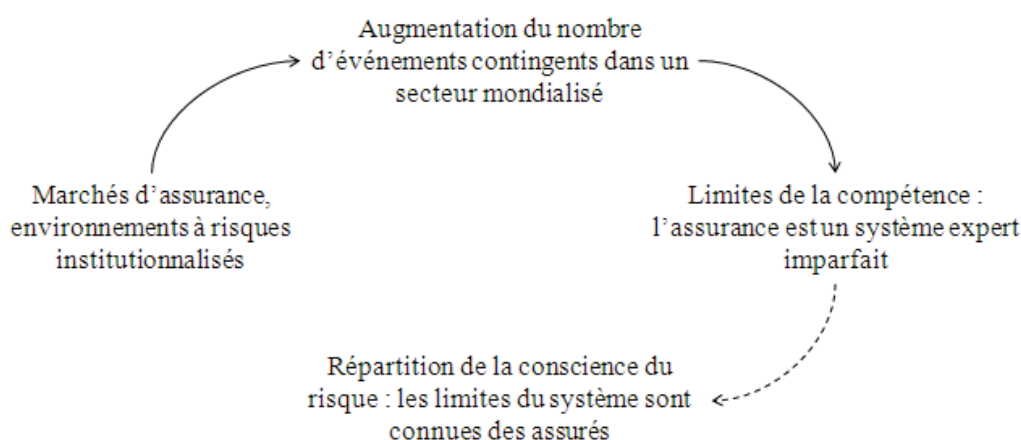 Augmentation du nombre
d’événements contingents dans un
secteur mondialisé
Marchés d’assurance,
environnements à risques
institutionnalisés
Limites de la compétence :
l’assurance est un système expert
imparfait
Répartition de la conscience du
risque : les limites du système sont
connues des assurés